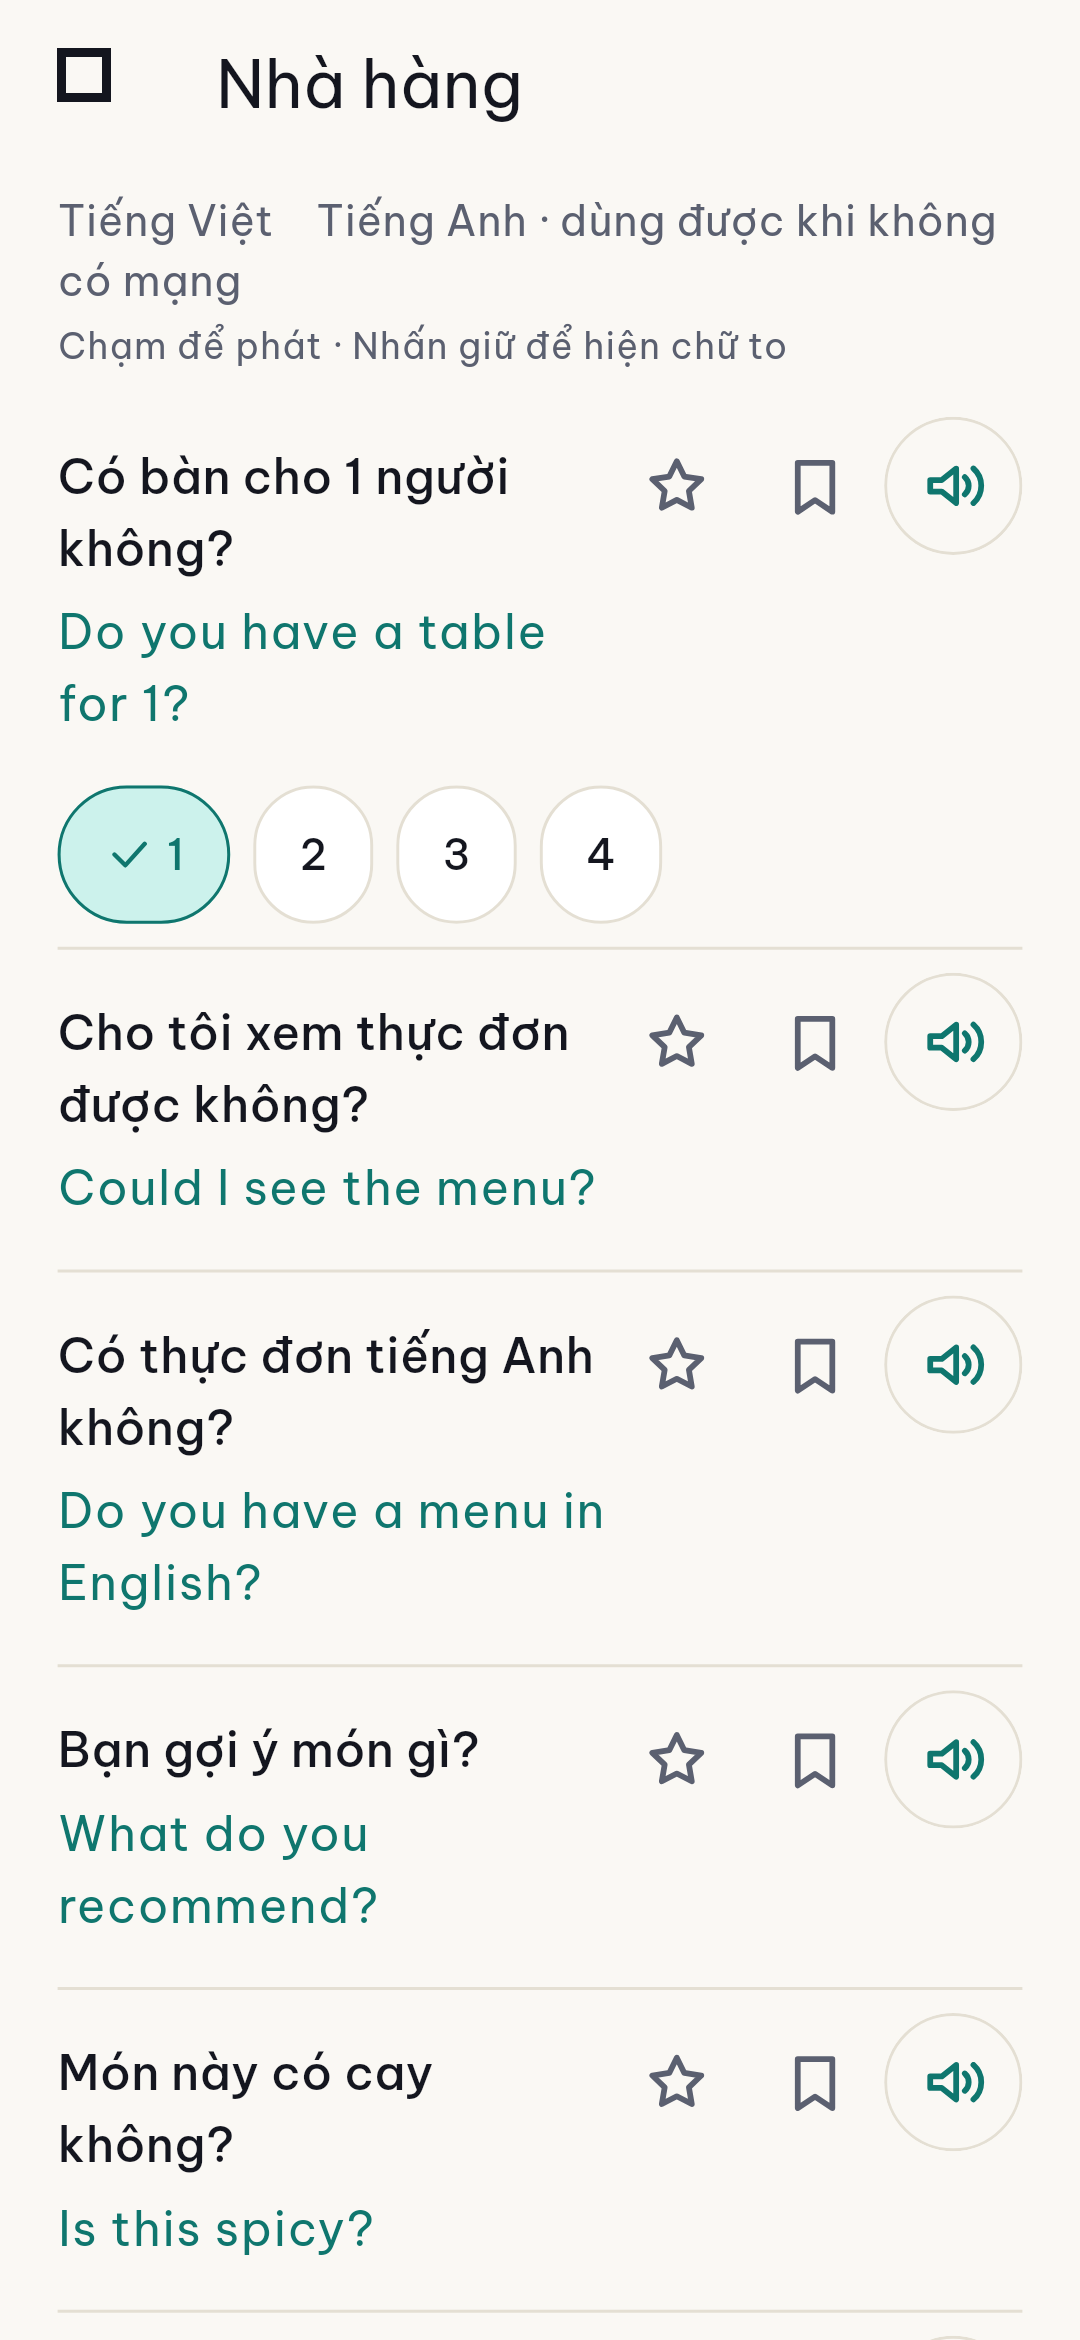 Nhà hàng
Tiếng Việt Tiếng Anh · dùng được khi không
có mạng
Chạm để phát · Nhấn giữ để hiện chữ to
Có bàn cho 1 người
không?
Do you have a table
for 1?
1 2 3 4
Cho tôi xem thực đơn
được không?
Could I see the menu?
Có thực đơn tiếng Anh
không?
Do you have a menu in
English?
Bạn gợi ý món gì?
What do you
recommend?
Món này có cay
không?
Is this spicy?